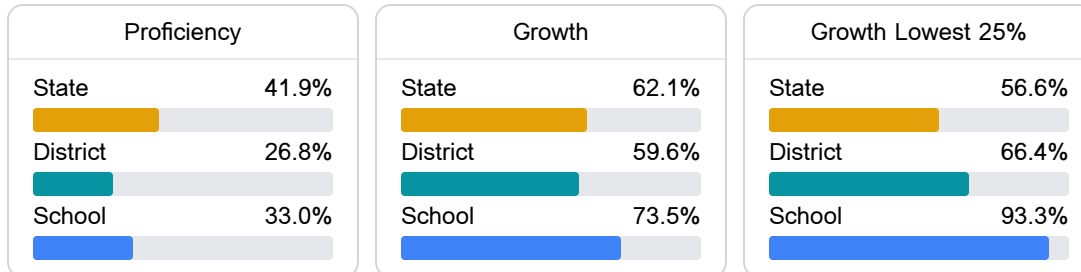 Proficiency
State 41.9%
District 26.8%
School 33.0%
Growth
State 62.1%
District 59.6%
School 73.5%
Growth Lowest 25%
State 56.6%
District 66.4%
School 93.3%